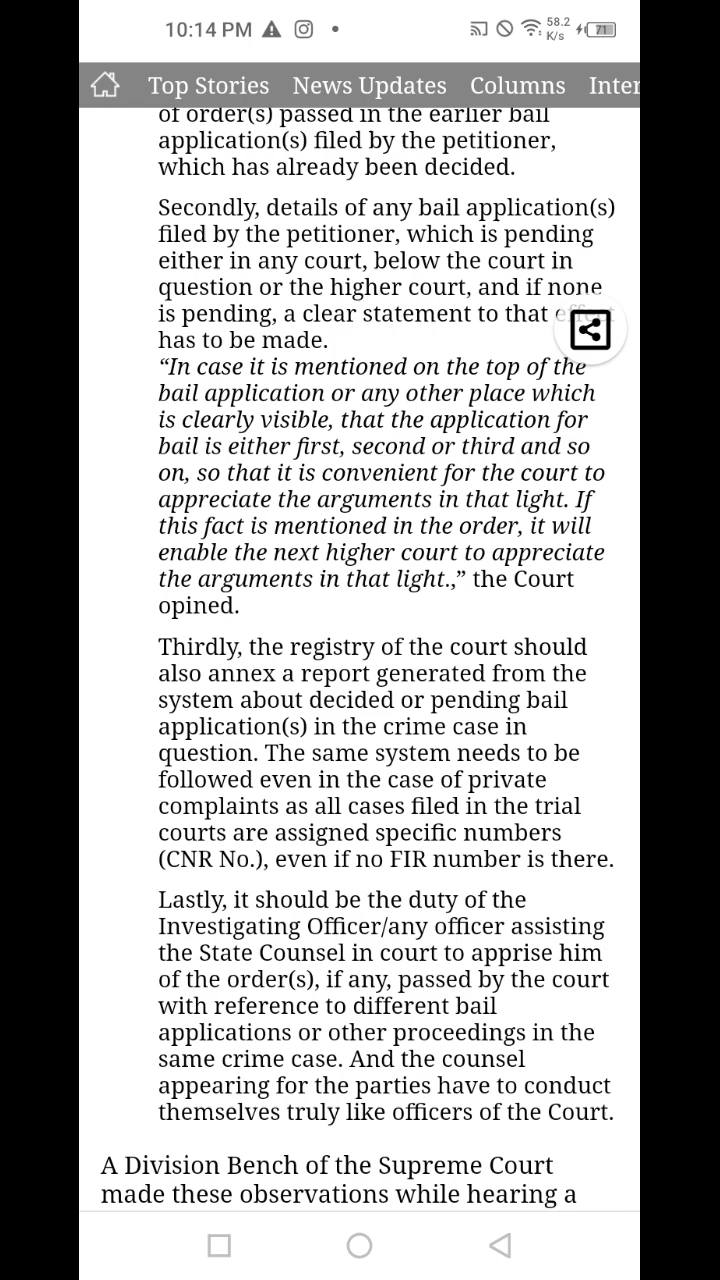 10:14 PM
58.2
K/s
71
Top Stories News Updates Columns Inter
of order(s) passed in the earlier bail
application(s) filed by the petitioner,
which has already been decided.
Secondly, details of any bail application(s)
filed by the petitioner, which is pending
either in any court, below the court in
question or the higher court, and if none
is pending, a clear statement to that effect
has to be made.
“In case it is mentioned on the top of the
bail application or any other place which
is clearly visible, that the application for
bail is either first, second or third and so
on, so that it is convenient for the court to
appreciate the arguments in that light. If
this fact is mentioned in the order, it will
enable the next higher court to appreciate
the arguments in that light.,” the Court
opined.
Thirdly, the registry of the court should
also annex a report generated from the
system about decided or pending bail
application(s) in the crime case in
question. The same system needs to be
followed even in the case of private
complaints as all cases filed in the trial
courts are assigned specific numbers
(CNR No.), even if no FIR number is there.
Lastly, it should be the duty of the
Investigating Officer/any officer assisting
the State Counsel in court to apprise him
of the order(s), if any, passed by the court
with reference to different bail
applications or other proceedings in the
same crime case. And the counsel
appearing for the parties have to conduct
themselves truly like officers of the Court.
A Division Bench of the Supreme Court
made these observations while hearing a